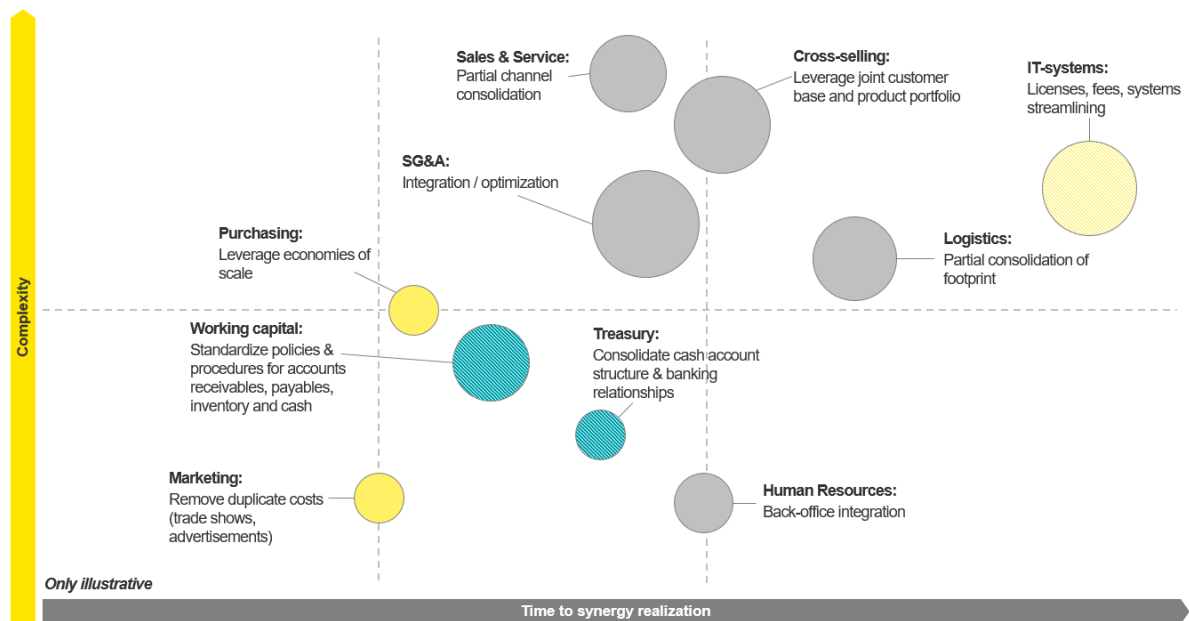 Sales & Service:
Partial channel
consolidation
Cross-selling:
Leverage joint customer
base and product portfolio
IT-systems:
Licenses, fees, systems
streamlining
SG&A:
Integration / optimization
Purchasing:
Leverage economies of
scale
Logistics:
Partial consolidation of
footprint
Complexity
Working capital:
Standardize policies &
procedures for accounts
receivables, payables,
inventory and cash
Treasury:
Consolidate cash account
structure & banking
relationships
Marketing:
Remove duplicate costs
(trade shows,
advertisements)
Human Resources:
Back-office integration
Only illustrative
Time to synergy realization